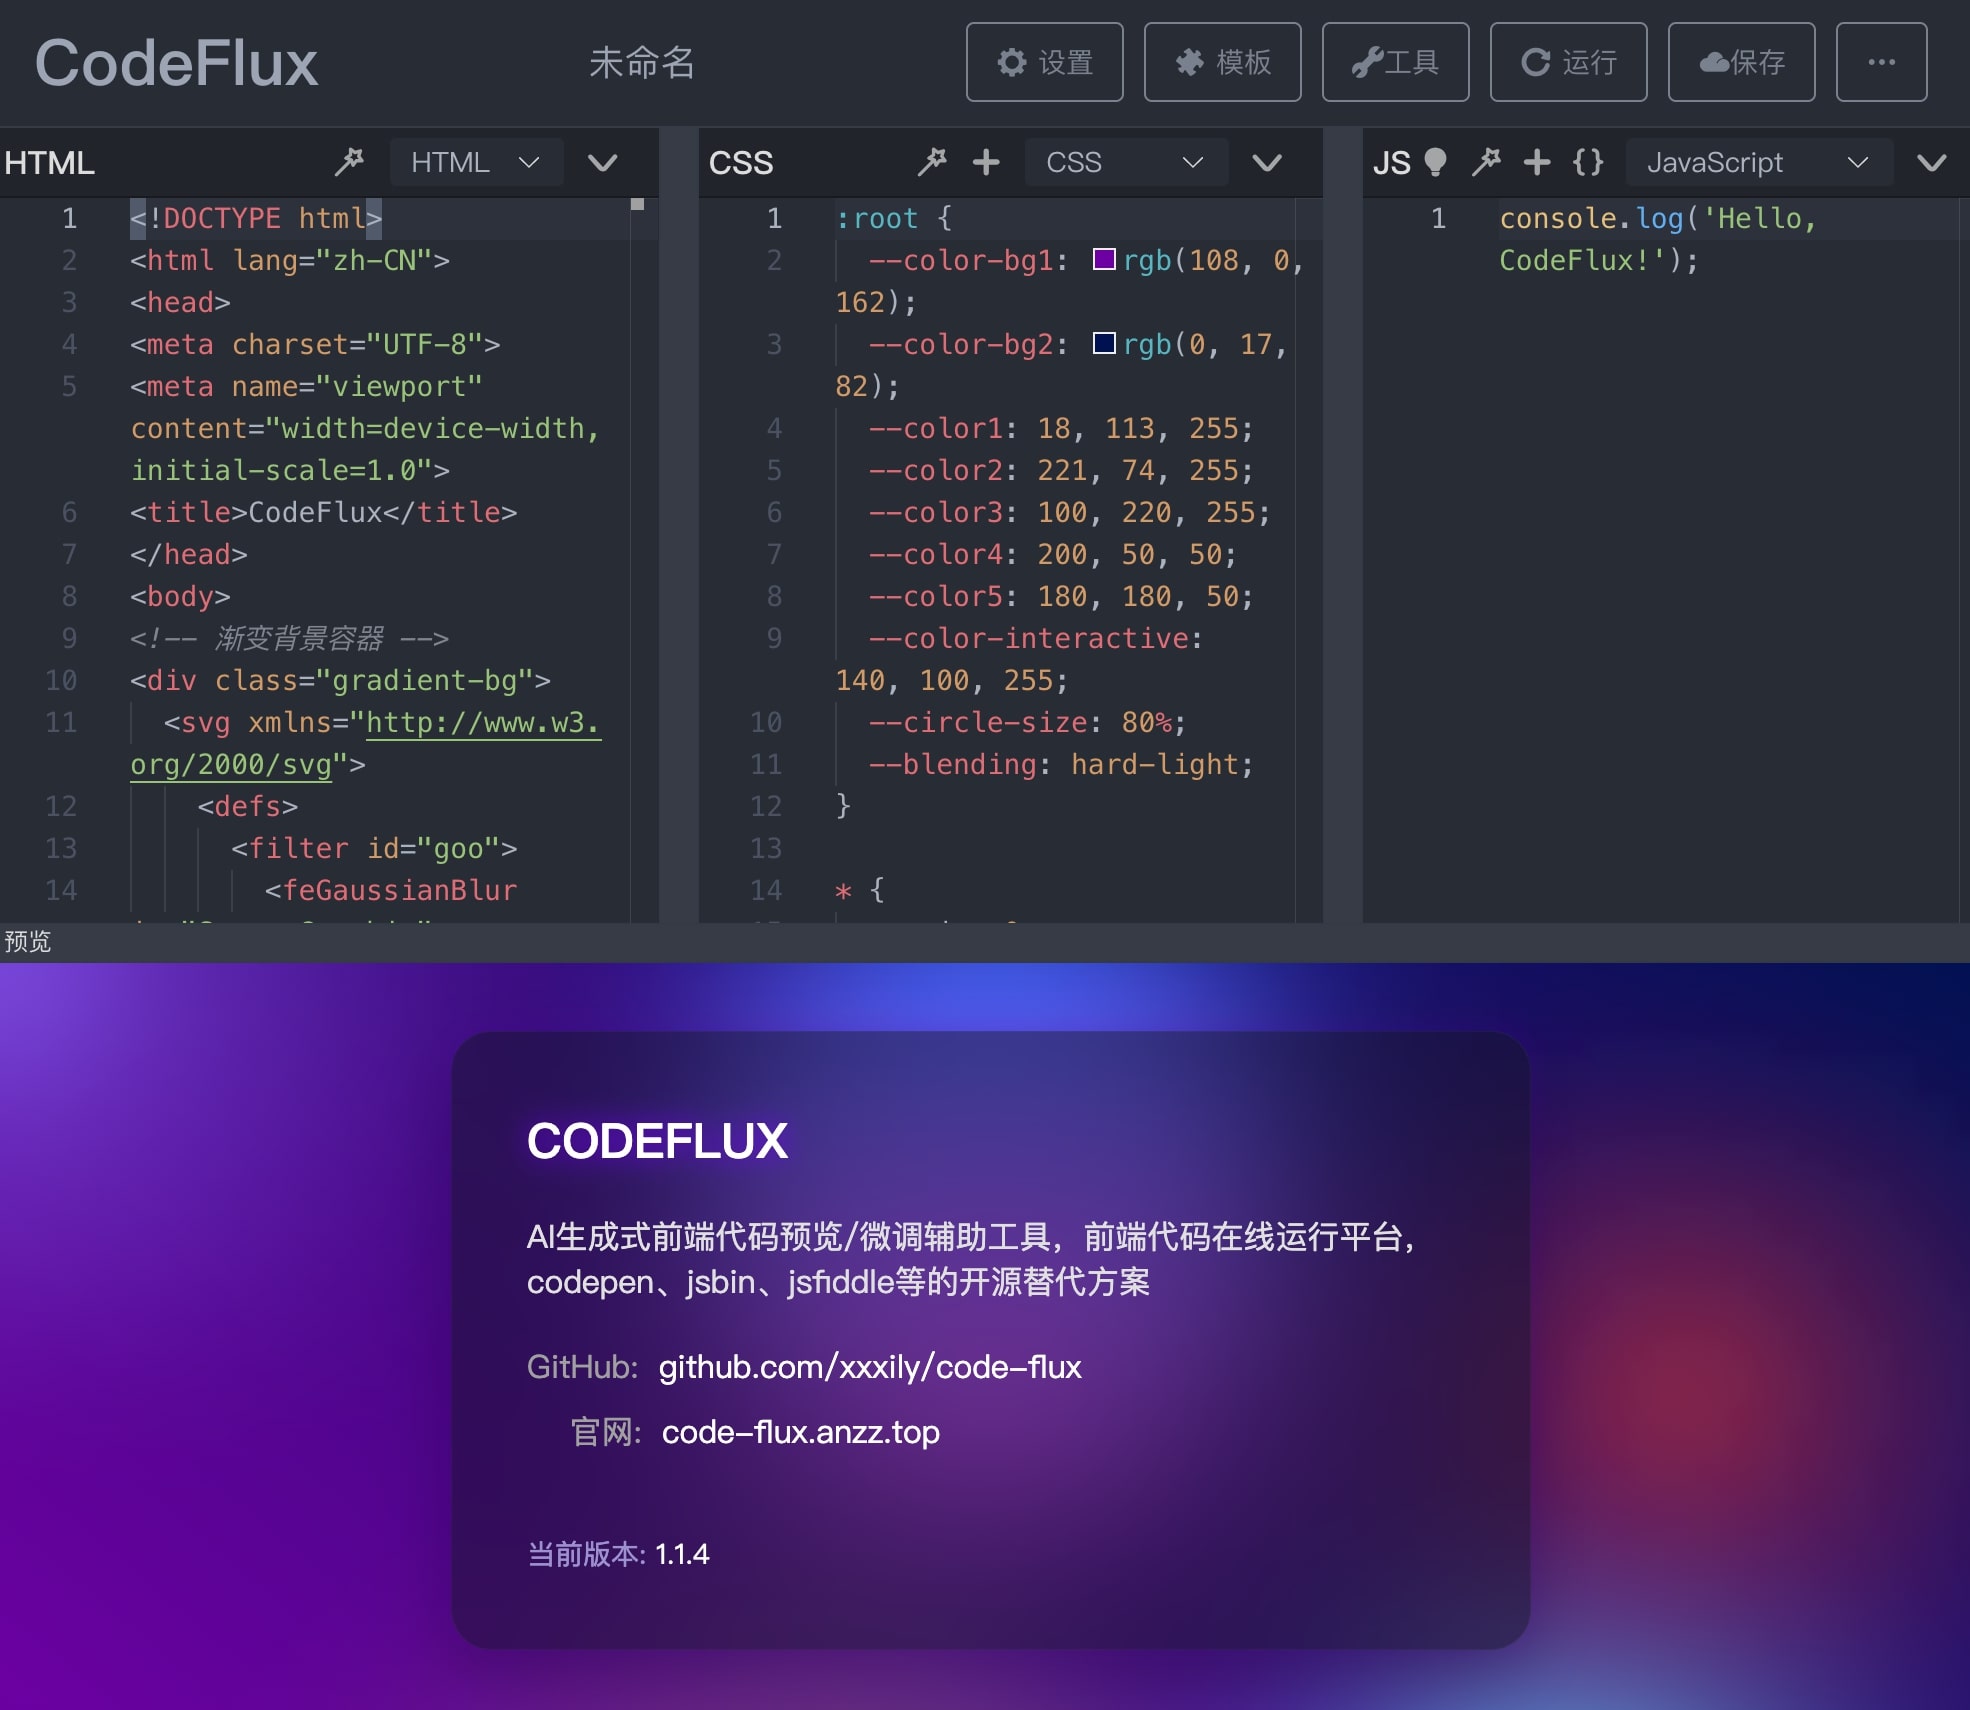 CodeFlux
未命名
设置
模板
工具
运行
保存
HTML
HTML
1 <!DOCTYPE html>
2 <html lang="zh-CN">
3 <head>
4 <meta charset="UTF-8">
5 <meta name="viewport"
content="width=device-width,
initial-scale=1.0">
6 <title>CodeFlux</title>
7 </head>
8 <body>
9 <!-- 渐变背景容器 -->
10 <div class="gradient-bg">
11 <svg xmlns="http://www.w3.
org/2000/svg">
12 <defs>
13 <filter id="goo">
14 <feGaussianBlur
CSS
CSS
1 :root {
2 --color-bg1: rgb(108, 0,
162);
3 --color-bg2: rgb(0, 17,
82);
4 --color1: 18, 113, 255;
5 --color2: 221, 74, 255;
6 --color3: 100, 220, 255;
7 --color4: 200, 50, 50;
8 --color5: 180, 180, 50;
9 --color-interactive:
140, 100, 255;
10 --circle-size: 80%;
11 --blending: hard-light;
12 }
13
14 * {
JS
{}
JavaScript
1 console.log('Hello,
CodeFlux!');
预览
CODEFLUX
AI生成式前端代码预览/微调辅助工具，前端代码在线运行平台，
codepen、jsbin、jsfiddle等的开源替代方案
GitHub: github.com/xxxily/code-flux
官网: code-flux.anzz.top
当前版本: 1.1.4